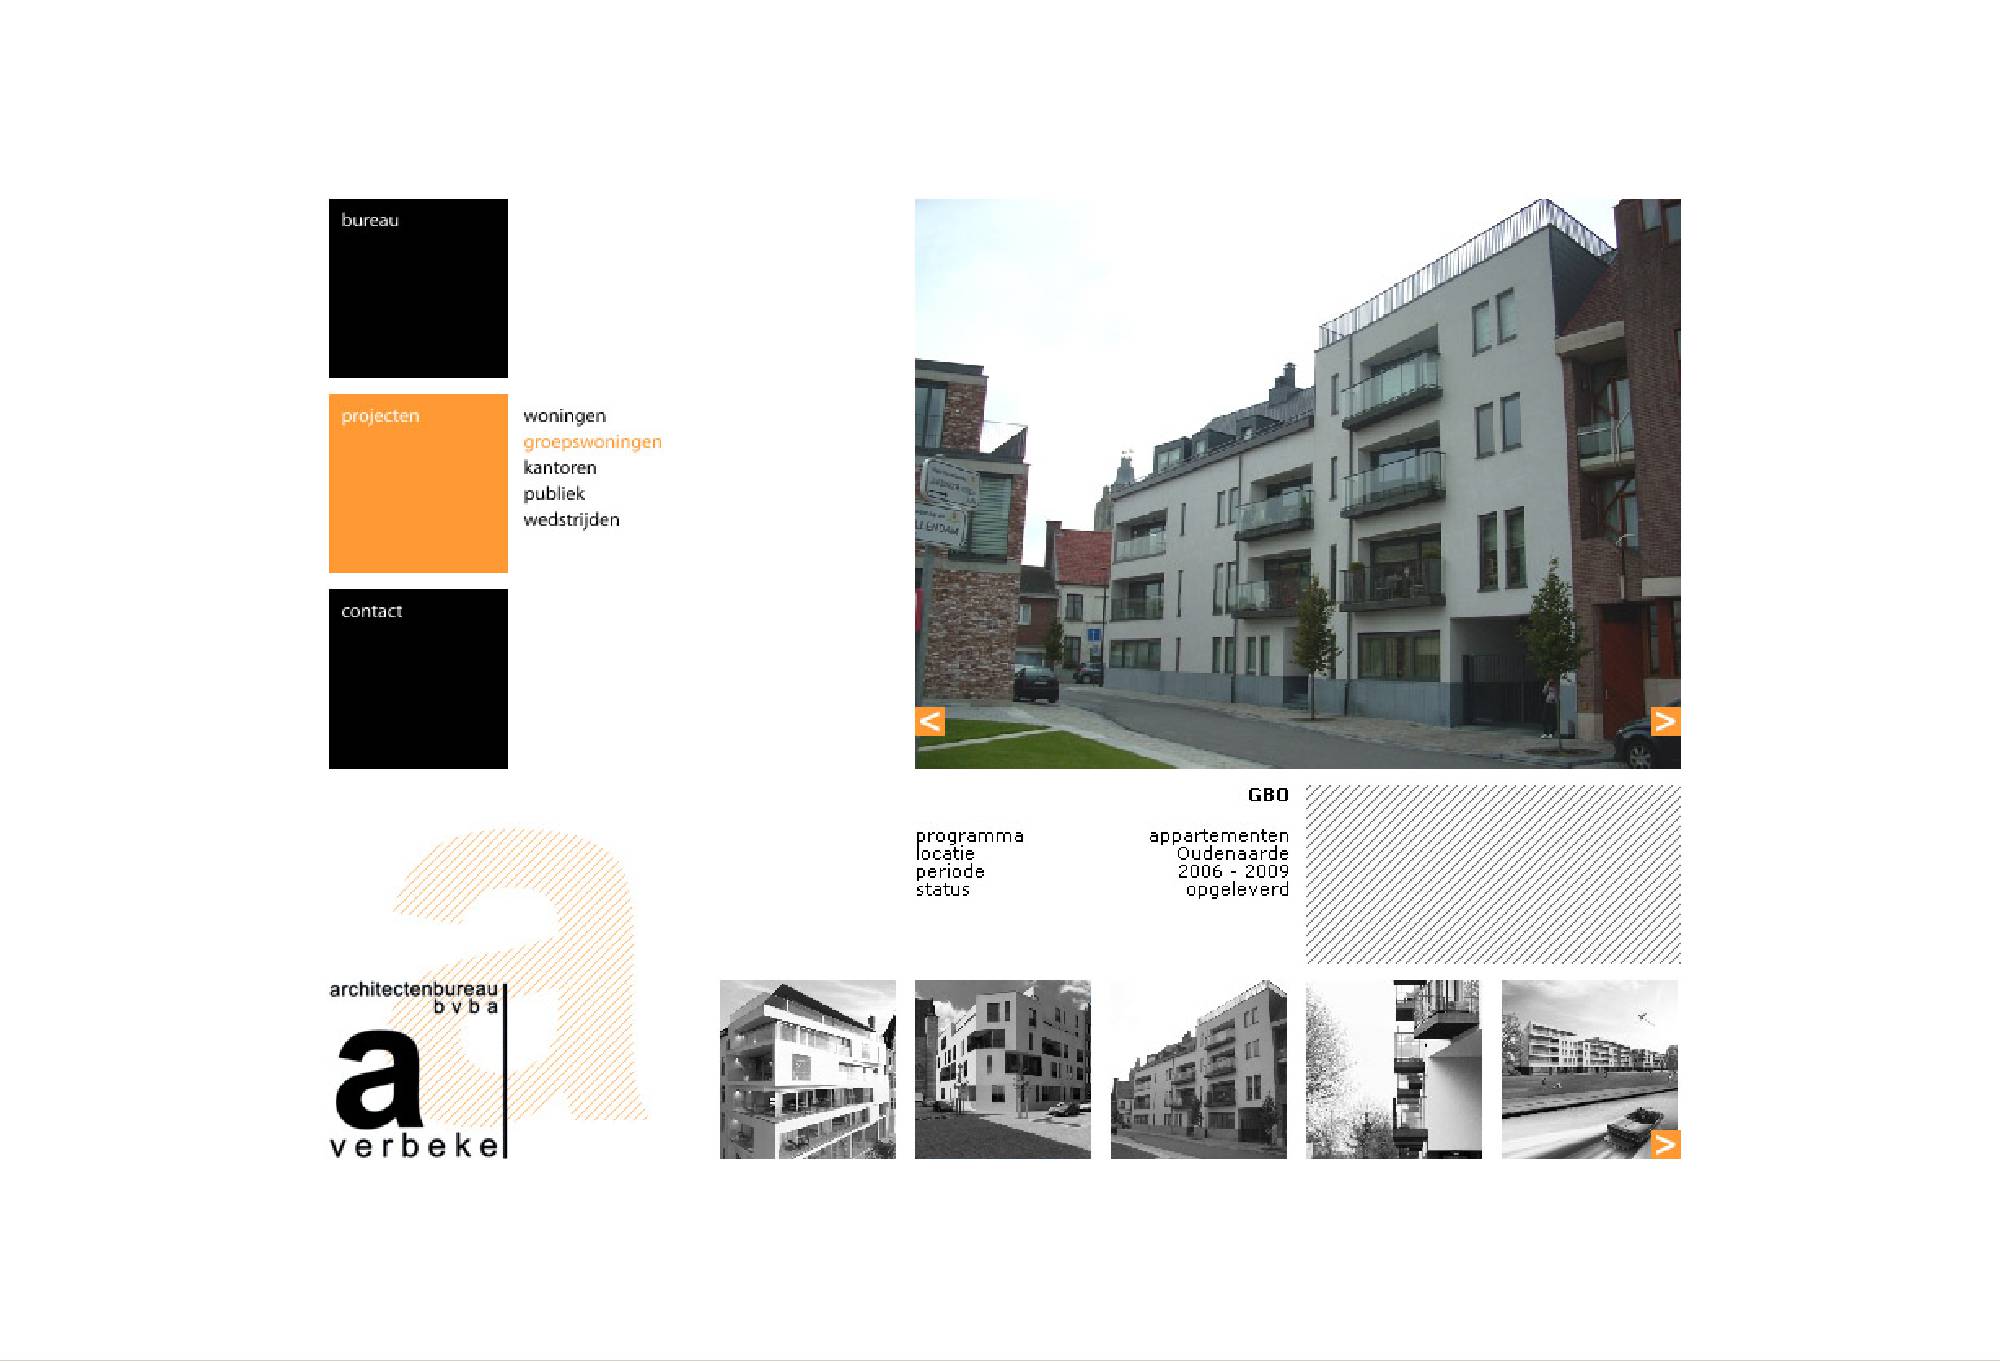 bureau
projecten
woningen
groepswoningen
kantoren
publiek
wedstrijden
contact
<
>
GBO
programma appartementen
locatie Oudenaarde
periode 2006 - 2009
status opgeleverd
architectenbureau
bvba
a
verbeke
>